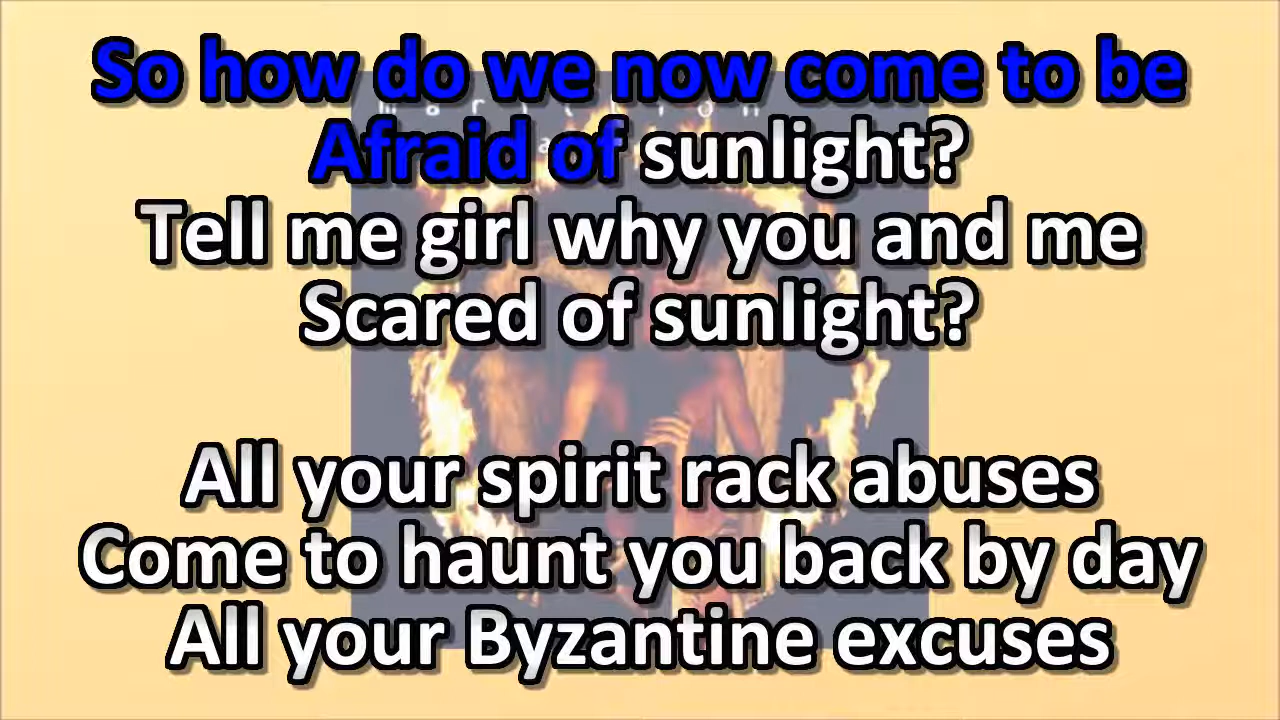 So how do we now come to be
marillion
Afraid of sunlight?
Tell me girl why you and me
Scared of sunlight?
All your spirit rack abuses
Come to haunt you back by day
All your Byzantine excuses